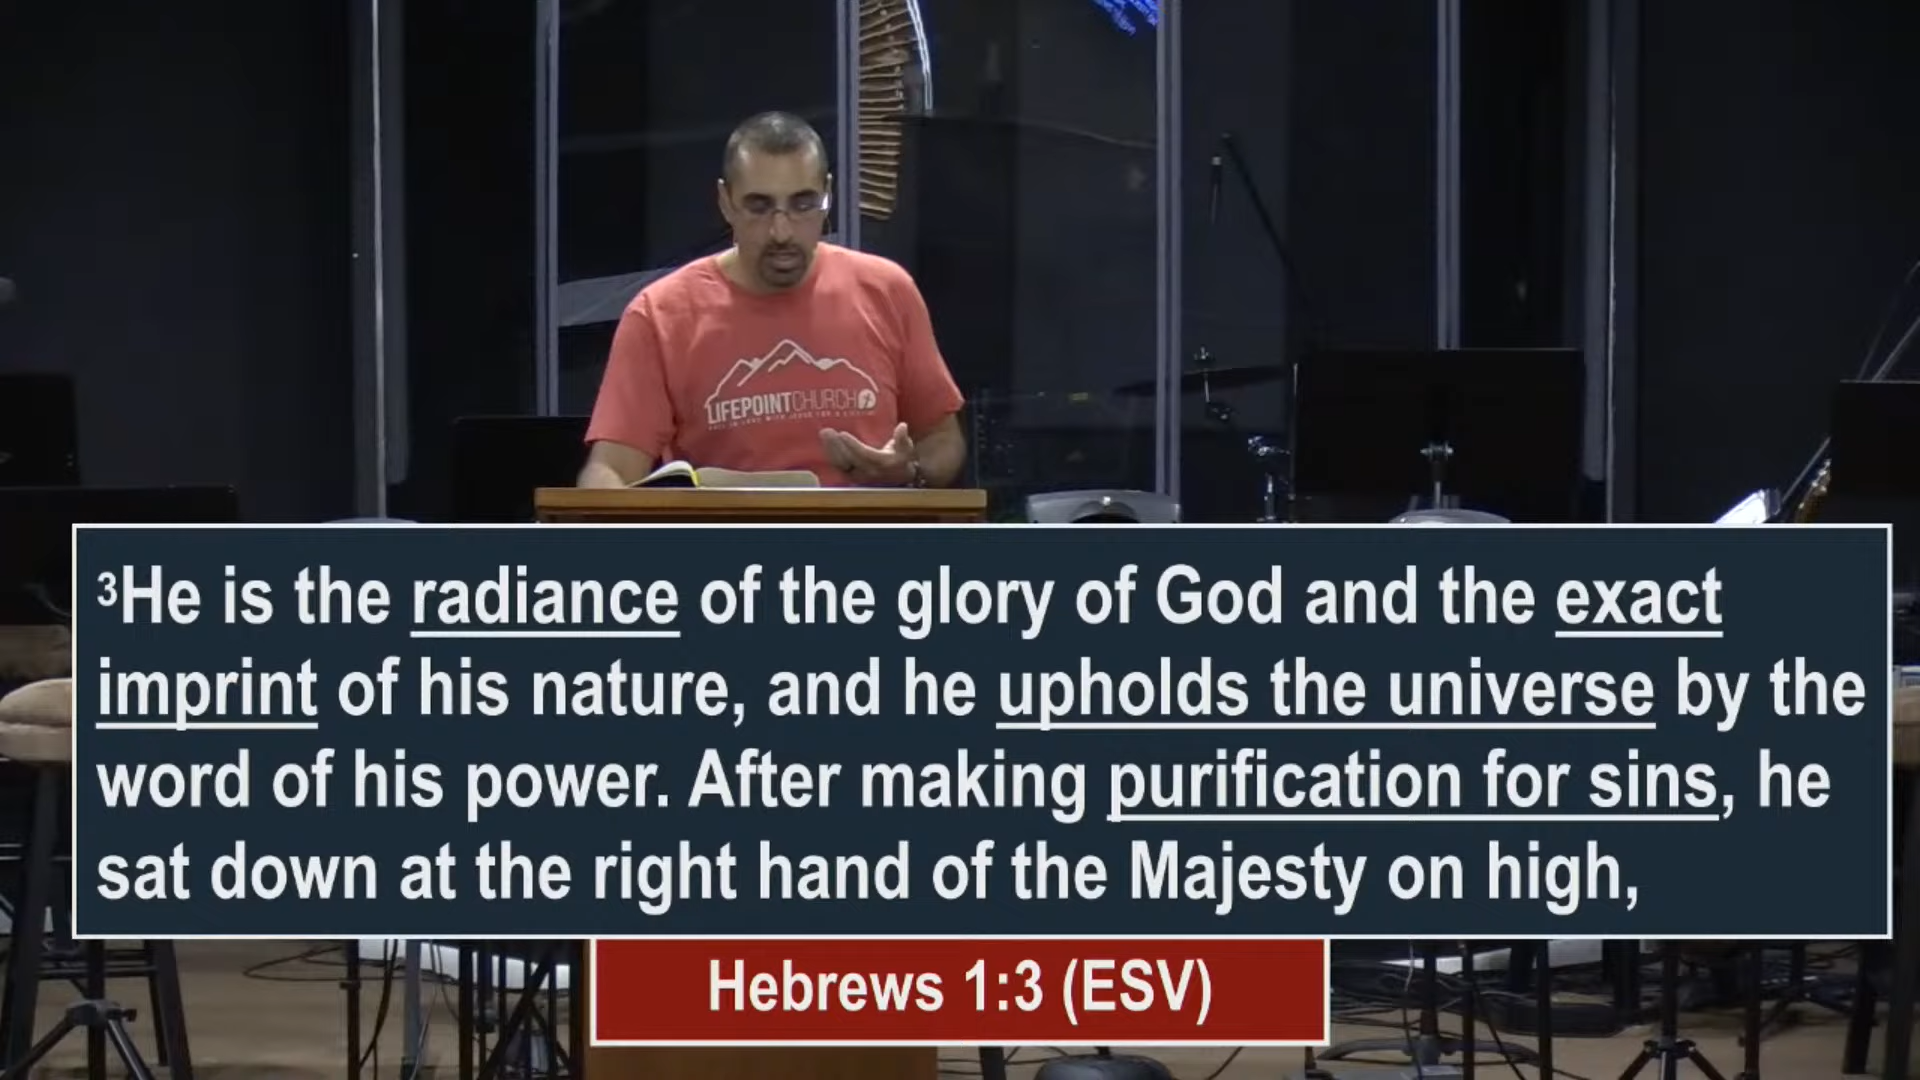 LIFEPOINTCHURCH
³He is the radiance of the glory of God and the exact
imprint of his nature, and he upholds the universe by the
word of his power. After making purification for sins, he
sat down at the right hand of the Majesty on high,
Hebrews 1:3 (ESV)